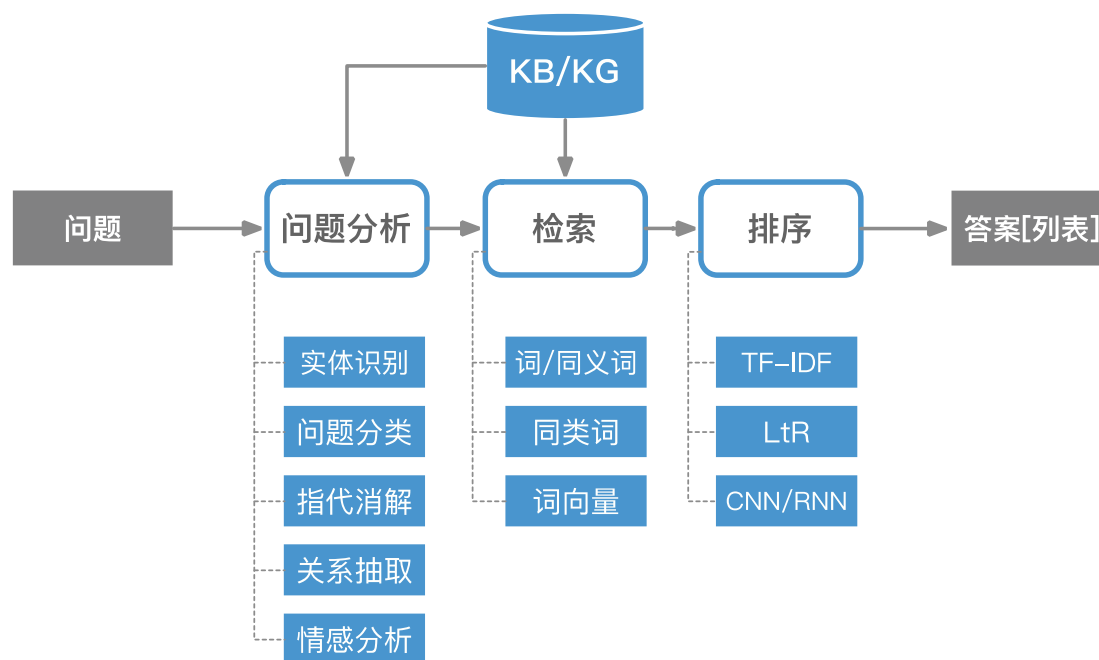 KB/KG
问题
问题分析
检索
排序
答案[列表]
实体识别
词/同义词
TF-IDF
问题分类
同类词
LtR
指代消解
词向量
CNN/RNN
关系抽取
情感分析